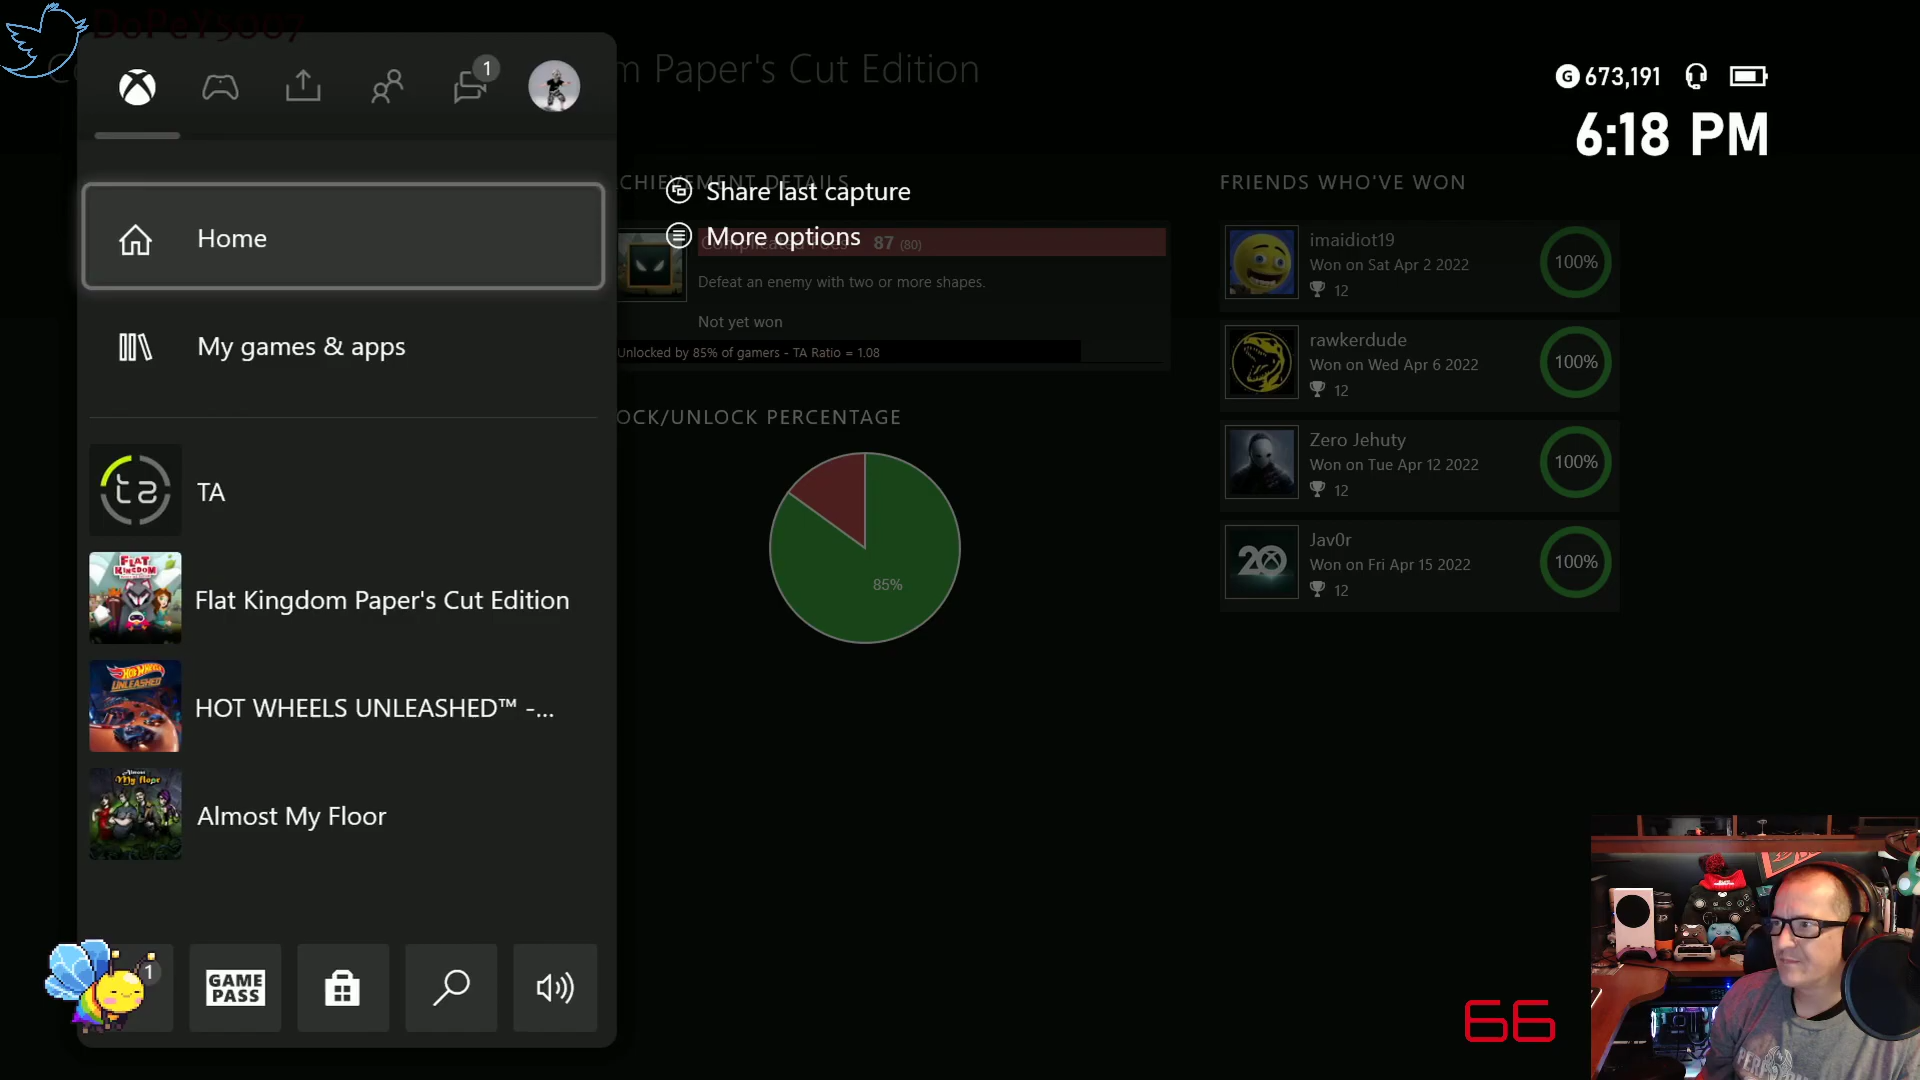 DoPeY5007
m Paper's Cut Edition
673,191
6:18 PM
1
Home
My games & apps
TA
Flat Kingdom Paper's Cut Edition
HOT WHEELS UNLEASHED™ -...
Almost My Floor
1
GAME PASS
CHIEVEMENT DETAILS
Share last capture
More options
87 (80)
Defeat an enemy with two or more shapes.
Not yet won
Unlocked by 85% of gamers - TA Ratio = 1.08
OCK/UNLOCK PERCENTAGE
85%
FRIENDS WHO'VE WON
imaidiot19
Won on Sat Apr 2 2022
12
100%
rawkerdude
Won on Wed Apr 6 2022
12
100%
Zero Jehuty
Won on Tue Apr 12 2022
12
100%
Jav0r
Won on Fri Apr 15 2022
12
100%
66